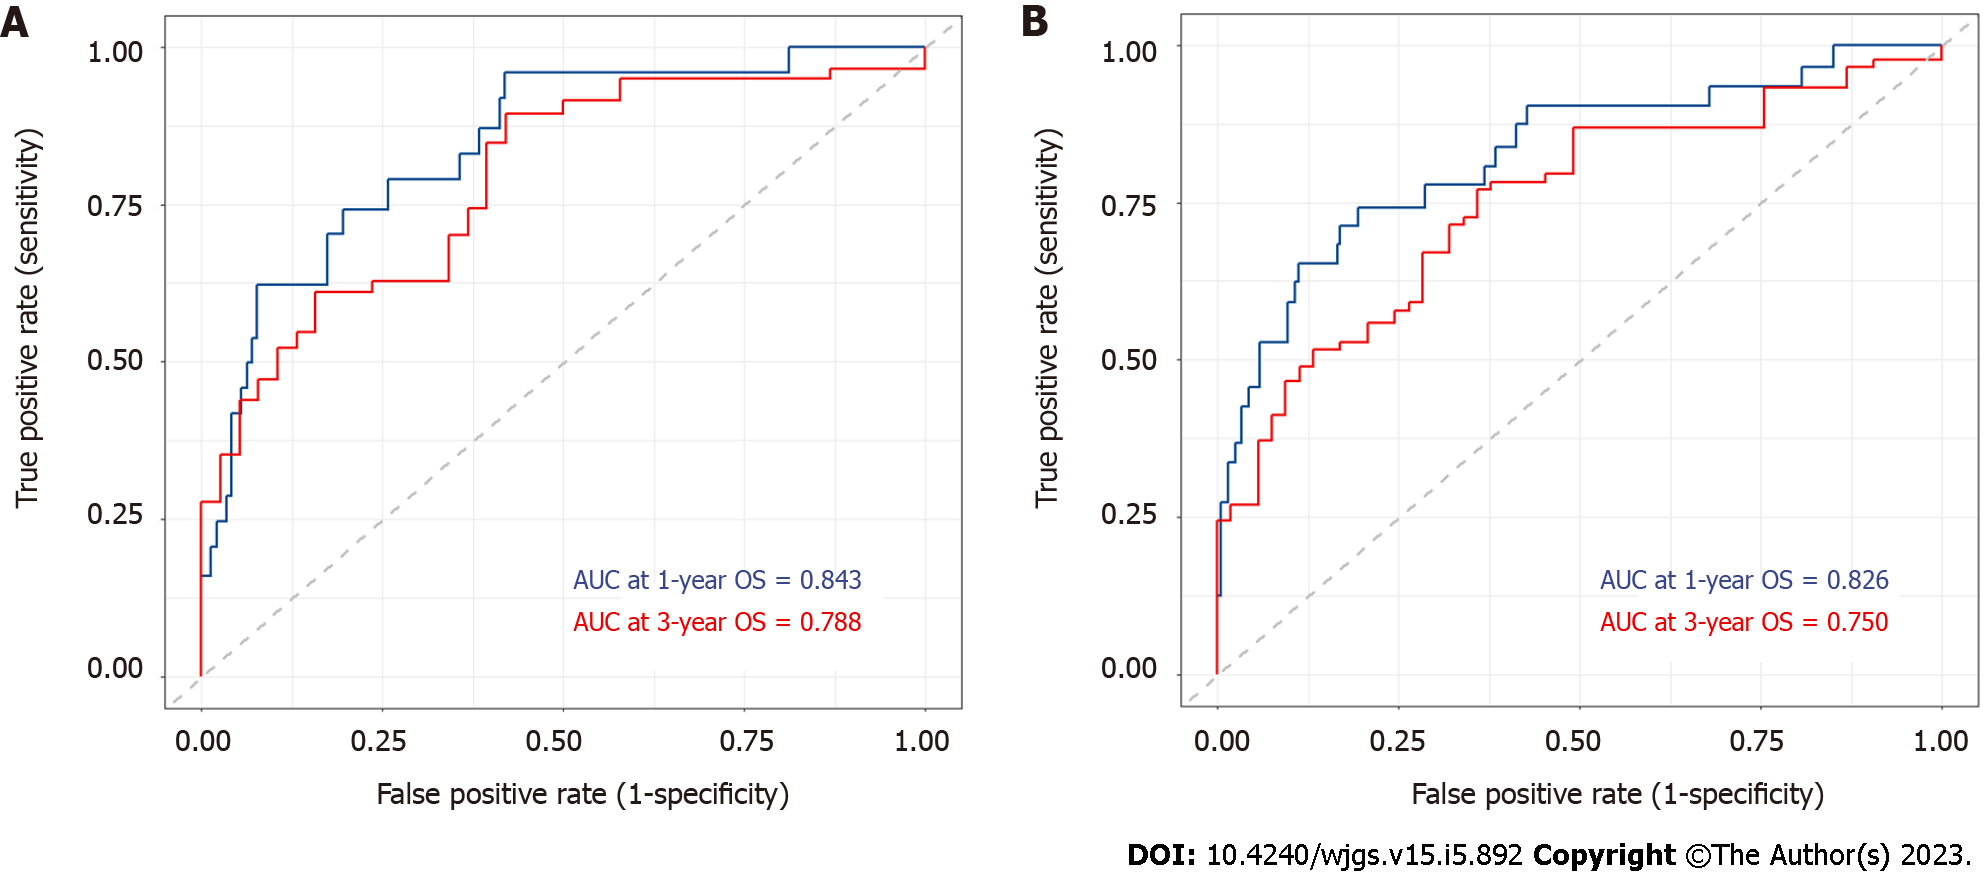 A
True positive rate (sensitivity)
1.00
0.75
0.50
0.25
0.00
AUC at 1-year OS = 0.843
AUC at 3-year OS = 0.788
0.00 0.25 0.50 0.75 1.00
False positive rate (1-specificity)
B
True positive rate (sensitivity)
1.00
0.75
0.50
0.25
0.00
AUC at 1-year OS = 0.826
AUC at 3-year OS = 0.750
0.00 0.25 0.50 0.75 1.00
False positive rate (1-specificity)
DOI: 10.4240/wjgs.v15.i5.892 Copyright ©The Author(s) 2023.